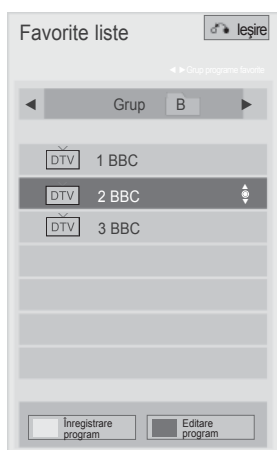 Favorite liste
Ieşire
◄ ► Grup programe favorite
◄ Grup B ►
DTV 1 BBC
DTV 2 BBC
DTV 3 BBC
Înregistrare
program
Editare
program